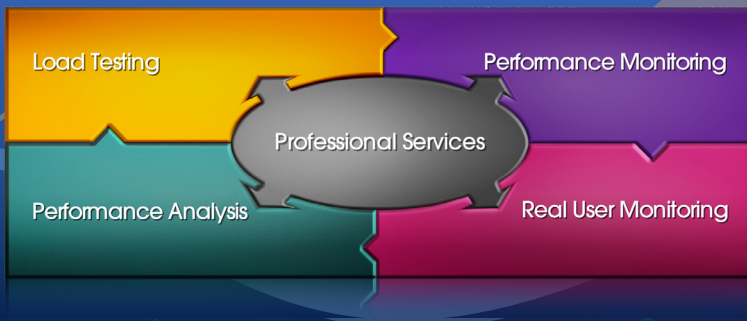 Load Testing
Performance Monitoring
Professional Services
Performance Analysis
Real User Monitoring